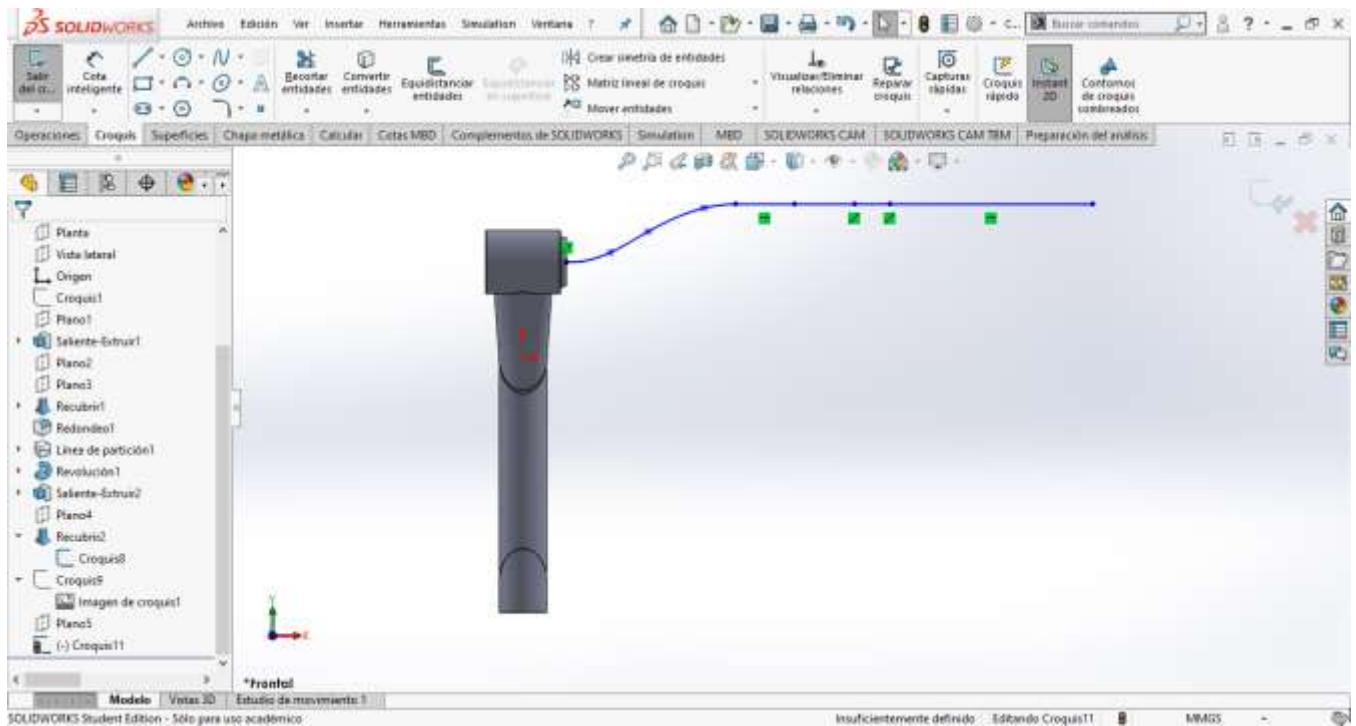 SOLIDWORKS Archivo Edición Ver Insertar Herramientas Simulation Ventana ? c... Buscar comandos ?
Salir del cr...
Cota inteligente
Recortar entidades
Convertir entidades
Equidistanciar entidades
Crear simetría de entidades
Matriz lineal de croquis
Mover entidades
Visualizar/Eliminar relaciones
Reparar croquis
Capturas rápidas
Croquis rápido
Instant 2D
Contornos de croquis sombreados
Operaciones Croquis Superficies Chapa metálica Calcular Cotas MBD Complementos de SOLIDWORKS Simulation MBD SOLIDWORKS CAM SOLIDWORKS CAM TBM Preparación del análisis
Planta
Vista lateral
Origen
Croquis1
Plano1
Saliente-Extruir1
Plano2
Plano3
Recubrir1
Redondeo1
Línea de partición1
Revolución1
Saliente-Extruir2
Plano4
Recubrir2
Croquis8
Croquis9
Imagen de croquis1
Plano5
(-) Croquis11
Y
X
*Frontal
Modelo Vistas 3D Estudio de movimiento 1
SOLIDWORKS Student Edition - Sólo para uso académico Insuficientemente definido Editando Croquis11 MMGS